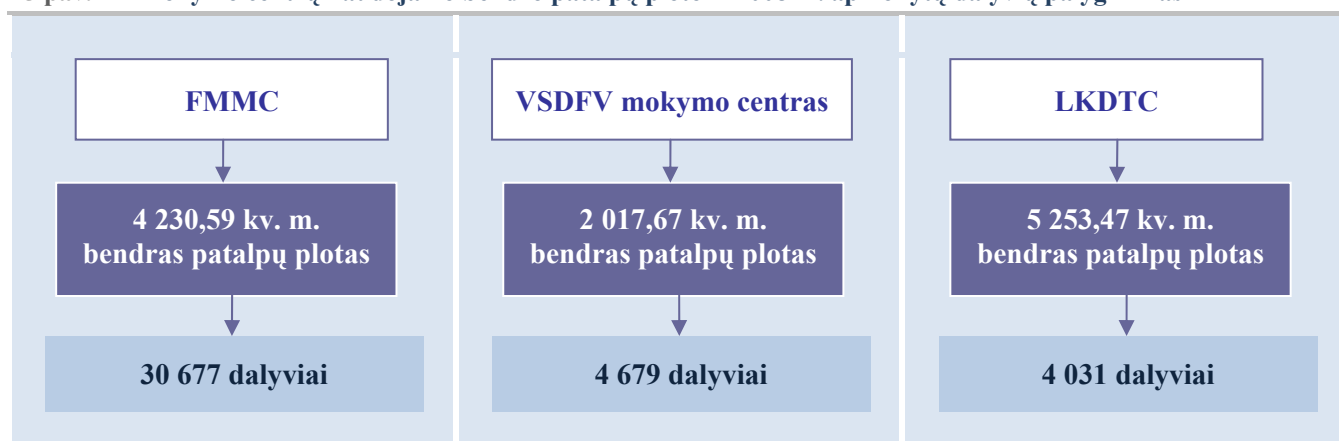 FMMC
VSDFV mokymo centras
LKDTC
4 230,59 kv. m.
bendras patalpų plotas
2 017,67 kv. m.
bendras patalpų plotas
5 253,47 kv. m.
bendras patalpų plotas
30 677 dalyviai
4 679 dalyviai
4 031 dalyviai